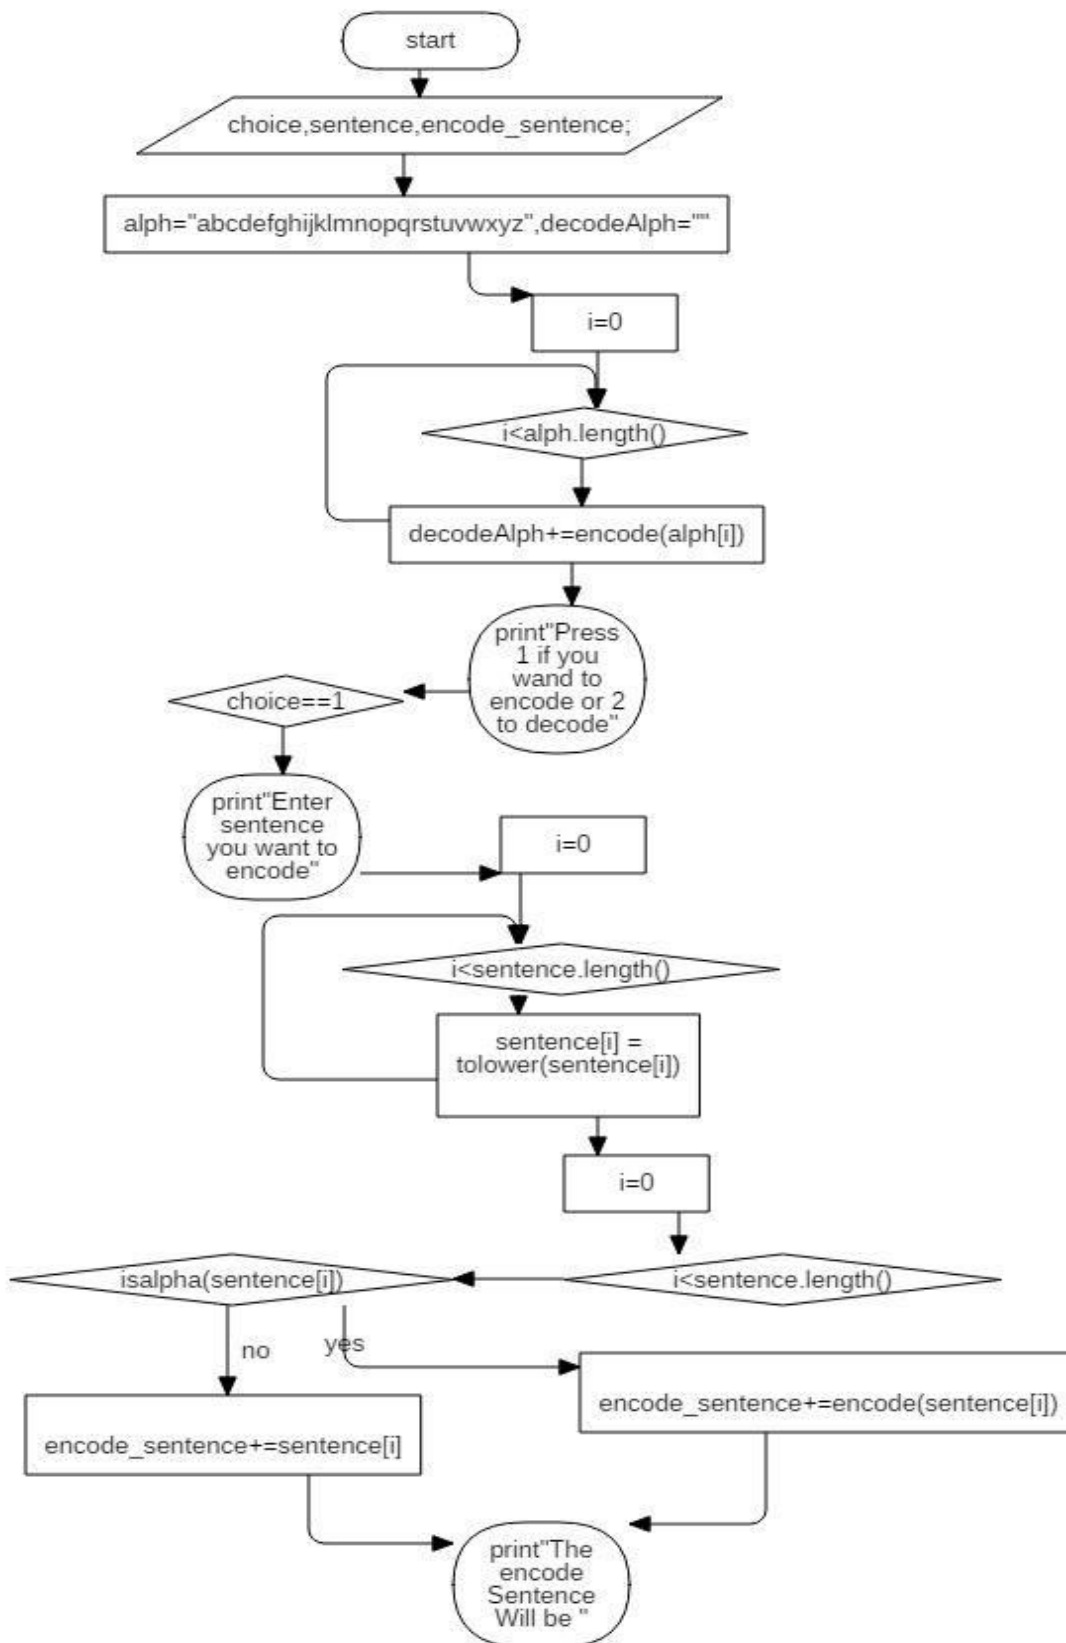 start
choice,sentence,encode_sentence;
alph="abcdefghijklmnopqrstuvwxyz",decodeAlph=""
i=0
i<alph.length()
decodeAlph+=encode(alph[i])
print"Press
1 if you
wand to
encode or 2
to decode"
choice==1
print"Enter
sentence
you want to
encode"
i=0
i<sentence.length()
sentence[i] =
tolower(sentence[i])
i=0
i<sentence.length()
isalpha(sentence[i])
no
yes
encode_sentence+=encode(sentence[i])
encode_sentence+=sentence[i]
print"The
encode
Sentence
Will be "